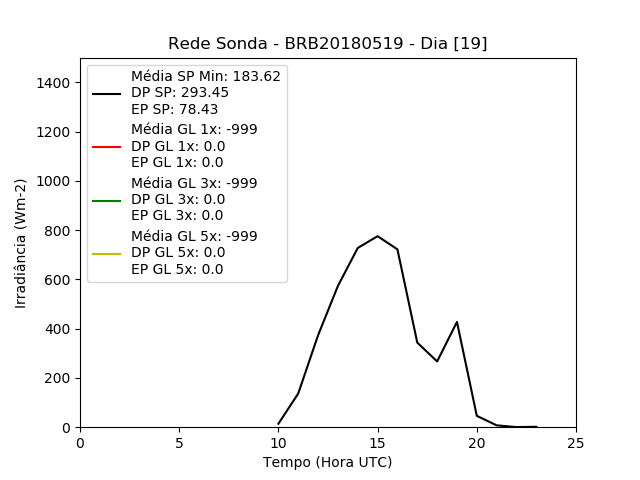 Rede Sonda - BRB20180519 - Dia [19]
Média SP Min: 183.62
DP SP: 293.45
EP SP: 78.43
Média GL 1x: -999
DP GL 1x: 0.0
EP GL 1x: 0.0
Média GL 3x: -999
DP GL 3x: 0.0
EP GL 3x: 0.0
Média GL 5x: -999
DP GL 5x: 0.0
EP GL 5x: 0.0
Irradiância (Wm-2)
1400
1200
1000
800
600
400
200
0
0 5 10 15 20 25
Tempo (Hora UTC)